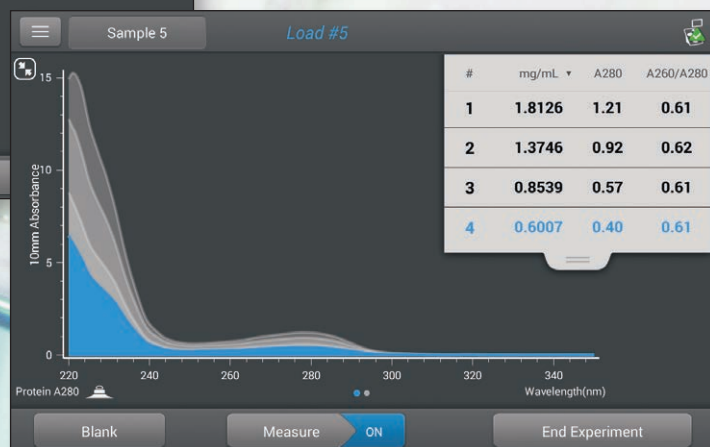 Sample 5
Load #5
# mg/mL ▾ A280 A260/A280
1 1.8126 1.21 0.61
2 1.3746 0.92 0.62
3 0.8539 0.57 0.61
4 0.6007 0.40 0.61
15
10
5
0
10mm Absorbance
220 240 260 280 300 320 340
Protein A280
Wavelength(nm)
Blank
Measure ON
End Experiment